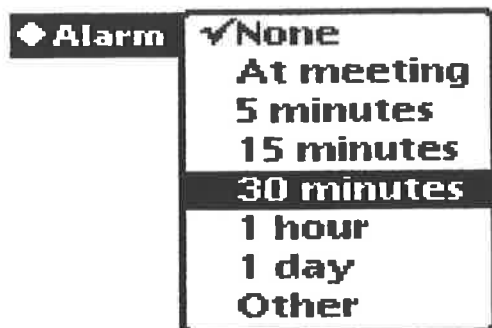 ◆Alarm
✓None
At meeting
5 minutes
15 minutes
30 minutes
1 hour
1 day
Other